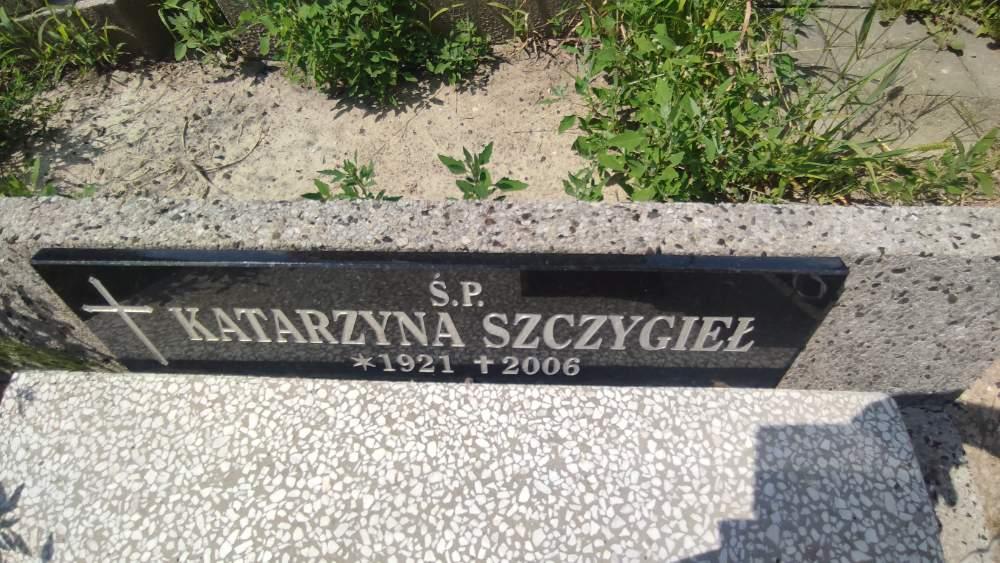 Ś.P.
KATARZYNA SZCZYGIEŁ
*1921 ✝2006